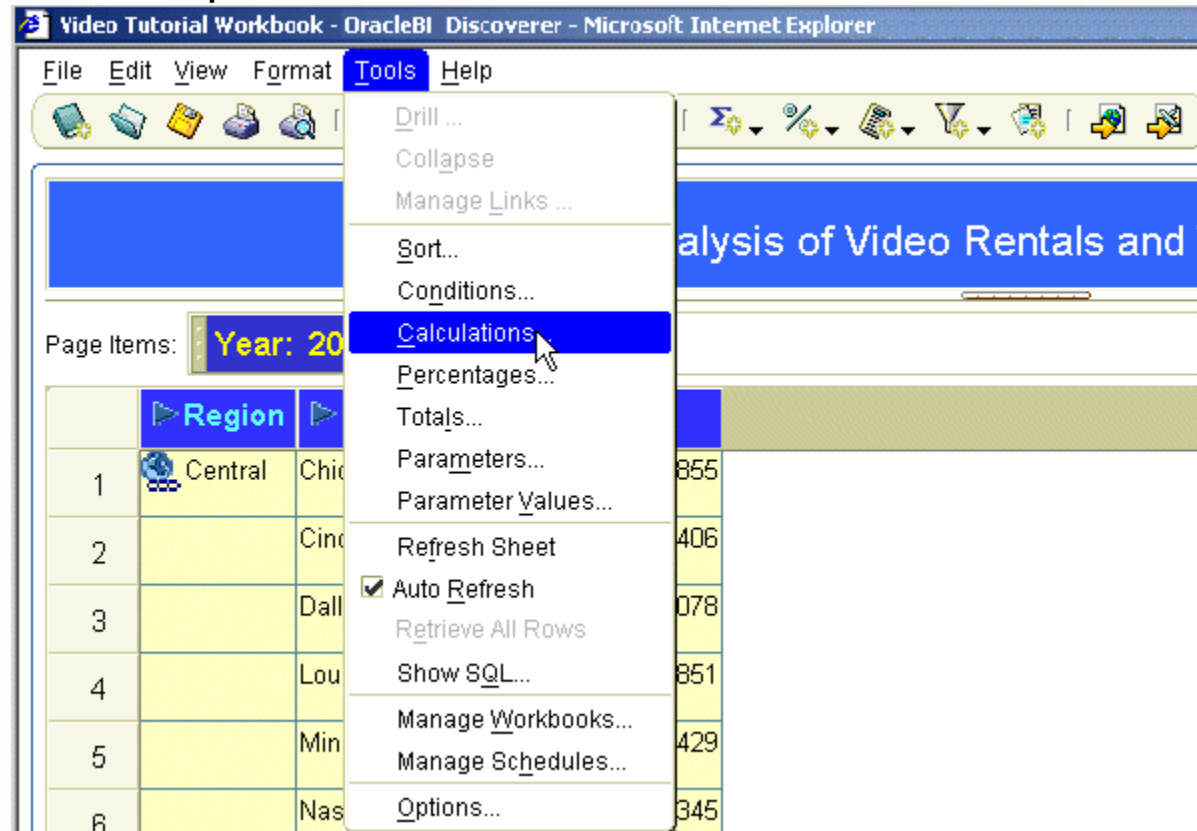 Video Tutorial Workbook - OracleBI Discoverer - Microsoft Internet Explorer
File Edit View Format Tools Help
Drill ...
Collapse
Manage Links ...
Sort...
alysis of Video Rentals and
Conditions...
Page Items: Year: 20
Calculations...
Percentages...
Region
Totals...
Parameters...
1 Central Chic 855
Parameter Values...
2 Cinc 406
Refresh Sheet
Auto Refresh
3 Dall 078
Retrieve All Rows
4 Lou 851
Show SQL...
Manage Workbooks...
5 Min 429
Manage Schedules...
6 Nas 345
Options...